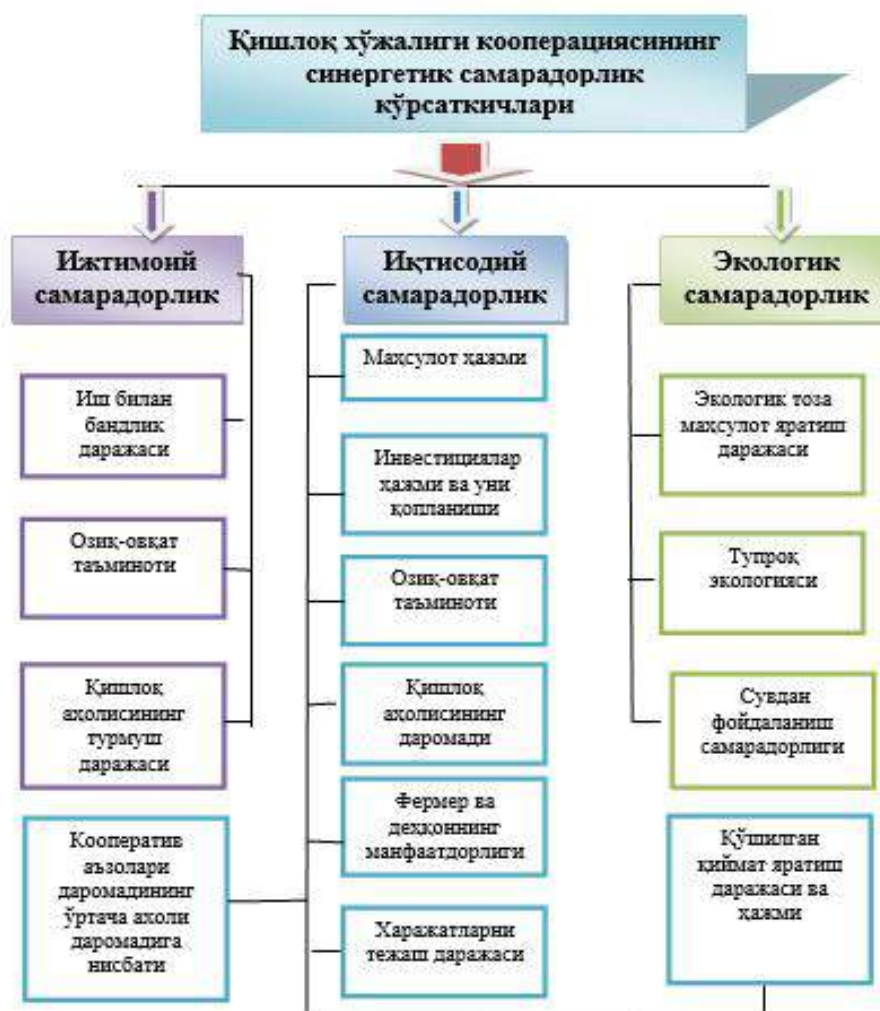 Қишлоқ хўжалиги кооперациясининг
синергетик самарадорлик
кўрсаткичлари
Ижтимоий
самарадорлик
Иқтисодий
самарадорлик
Экологик
самарадорлик
Иш билан
бандлик
даражаси
Озиқ-овқат
таъминоти
Қишлоқ
аҳолисининг
турмуш
даражаси
Кооператив
аъзолари
даромадининг
ўртача ахоли
даромадига
нисбати
Маҳсулот ҳажми
Инвестициялар
ҳажми ва уни
қопланиши
Озиқ-овқат
таъминоти
Қишлоқ
аҳолисининг
даромади
Фермер ва
деҳқоннинг
манфаатдорлиги
Харажатларни
тежаш даражаси
Экологик тоза
маҳсулот яратиш
даражаси
Тупроқ
экологияси
Сувдан
фойдаланиш
самарадорлиги
Қўшилган
қиймат яратиш
даражаси ва
ҳажми